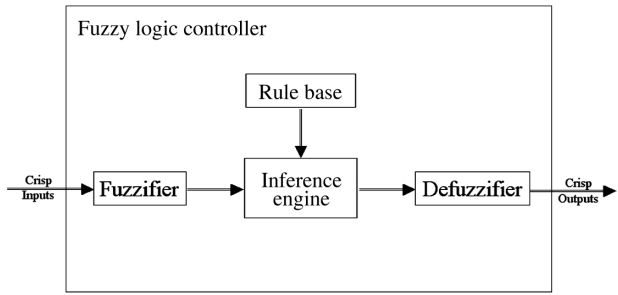 Fuzzy logic controller
Rule base
Crisp
Inputs
Fuzzifier
Inference
engine
Defuzzifier
Crisp
Outputs